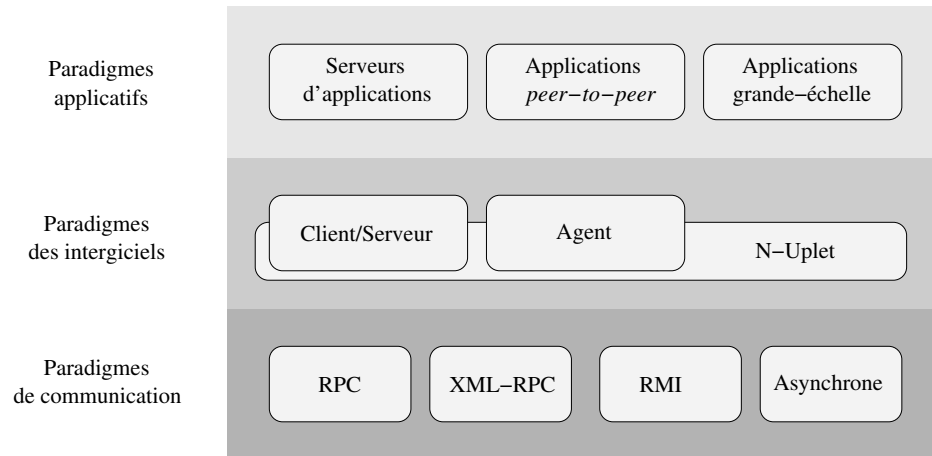 Paradigmes
applicatifs
Serveurs
d'applications
Applications
peer−to−peer
Applications
grande−échelle
Paradigmes
des intergiciels
Client/Serveur
Agent
N−Uplet
Paradigmes
de communication
RPC
XML−RPC
RMI
Asynchrone